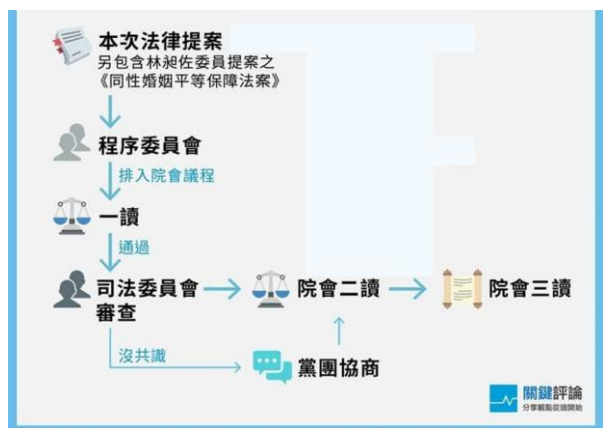 本次法律提案
另包含林昶佐委員提案之
《同性婚姻平等保障法案》
程序委員會
排入院會議程
一讀
通過
司法委員會
審查
院會二讀
院會三讀
沒共識
黨團協商
關鍵評論
分享觀點從這開始